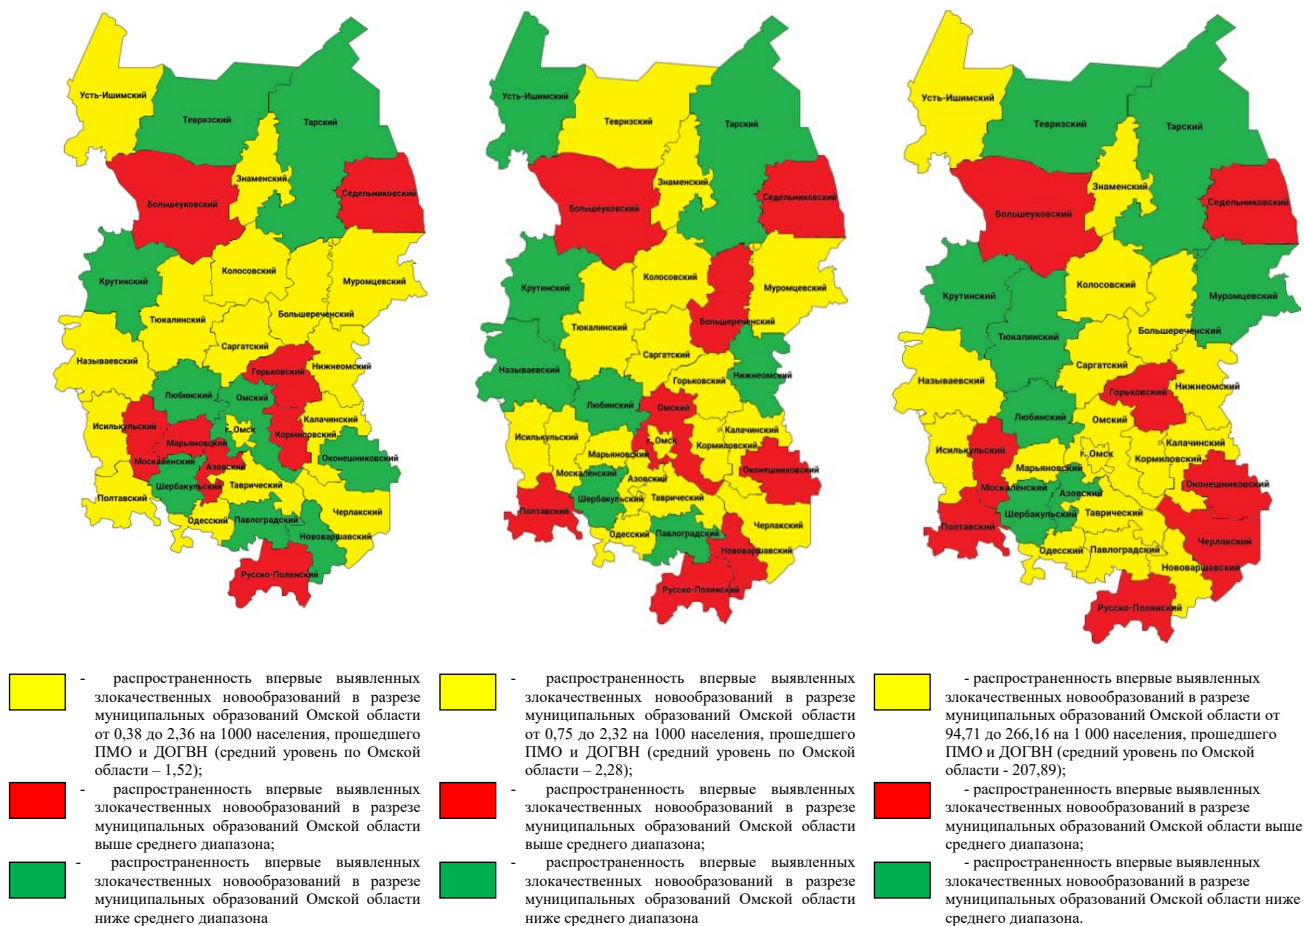 Усть-Ишимский
Тевризский
Тарский
Знаменский
Седельниковский
Большеуковский
Колосовский
Крутинский
Муромцевский
Тюкалинский
Большереченский
Саргатский
Называевский
Нижнеомский
Горьковский
Любинский
Омский
Калачинский
Исилькульский
г. Омск
Кормиловский
Марьяновский
Москаленский
Азовский
Оконешниковский
Шербакульский
Таврический
Полтавский
Черлакский
Одесский
Павлоградский
Нововаршавский
Русско-Полянский
Усть-Ишимский
Тевризский
Тарский
Знаменский
Седельниковский
Большеуковский
Колосовский
Крутинский
Муромцевский
Большереченский
Тюкалинский
Саргатский
Называевский
Нижнеомский
Горьковский
Любинский
Омский
Калачинский
Исилькульский
г. Омск
Кормиловский
Марьяновский
Москаленский
Оконешниковский
Азовский
Шербакульский
Таврический
Полтавский
Черлакский
Одесский
Павлоградский
Нововаршавский
Русско-Полянский
Усть-Ишимский
Тевризский
Тарский
Знаменский
Седельниковский
Большеуковский
Колосовский
Крутинский
Муромцевский
Большереченский
Тюкалинский
Саргатский
Называевский
Нижнеомский
Горьковский
Любинский
Омский
Калачинский
Исилькульский
г. Омск
Кормиловский
Марьяновский
Москаленский
Оконешниковский
Азовский
Шербакульский
Таврический
Полтавский
Черлакский
Одесский
Павлоградский
Нововаршавский
Русско-Полянский
- распространенность впервые выявленных
злокачественных новообразований в разрезе
муниципальных образований Омской области
от 0,38 до 2,36 на 1000 населения, прошедшего
ПМО и ДОГВН (средний уровень по Омской
области – 1,52);
- распространенность впервые выявленных
злокачественных новообразований в разрезе
муниципальных образований Омской области
выше среднего диапазона;
- распространенность впервые выявленных
злокачественных новообразований в разрезе
муниципальных образований Омской области
ниже среднего диапазона
- распространенность впервые выявленных
злокачественных новообразований в разрезе
муниципальных образований Омской области
от 0,75 до 2,32 на 1000 населения, прошедшего
ПМО и ДОГВН (средний уровень по Омской
области – 2,28);
- распространенность впервые выявленных
злокачественных новообразований в разрезе
муниципальных образований Омской области
выше среднего диапазона;
- распространенность впервые выявленных
злокачественных новообразований в разрезе
муниципальных образований Омской области
ниже среднего диапазона
- распространенность впервые выявленных
злокачественных новообразований в разрезе
муниципальных образований Омской области от
94,71 до 266,16 на 1 000 населения, прошедшего
ПМО и ДОГВН (средний уровень по Омской
области - 207,89);
- распространенность впервые выявленных
злокачественных новообразований в разрезе
муниципальных образований Омской области выше
среднего диапазона;
- распространенность впервые выявленных
злокачественных новообразований в разрезе
муниципальных образований Омской области ниже
среднего диапазона.